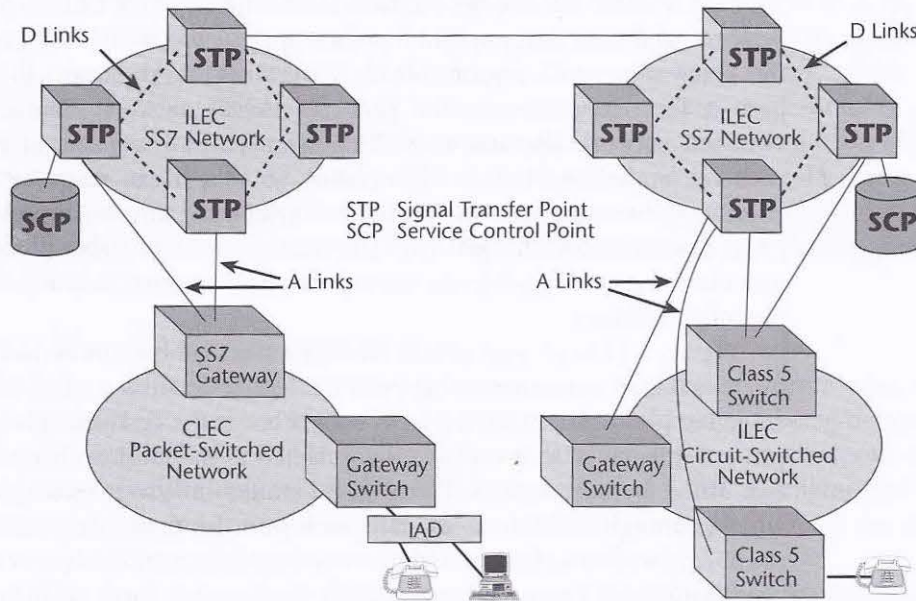 D Links
STP
STP
D Links
STP
ILEC
SS7 Network
STP
STP
ILEC
SS7 Network
STP
STP
STP
SCP
STP Signal Transfer Point
SCP Service Control Point
SCP
A Links
A Links
SS7
Gateway
Class 5
Switch
CLEC
Packet-Switched
Network
Gateway
Switch
Gateway
Switch
ILEC
Circuit-Switched
Network
IAD
Class 5
Switch